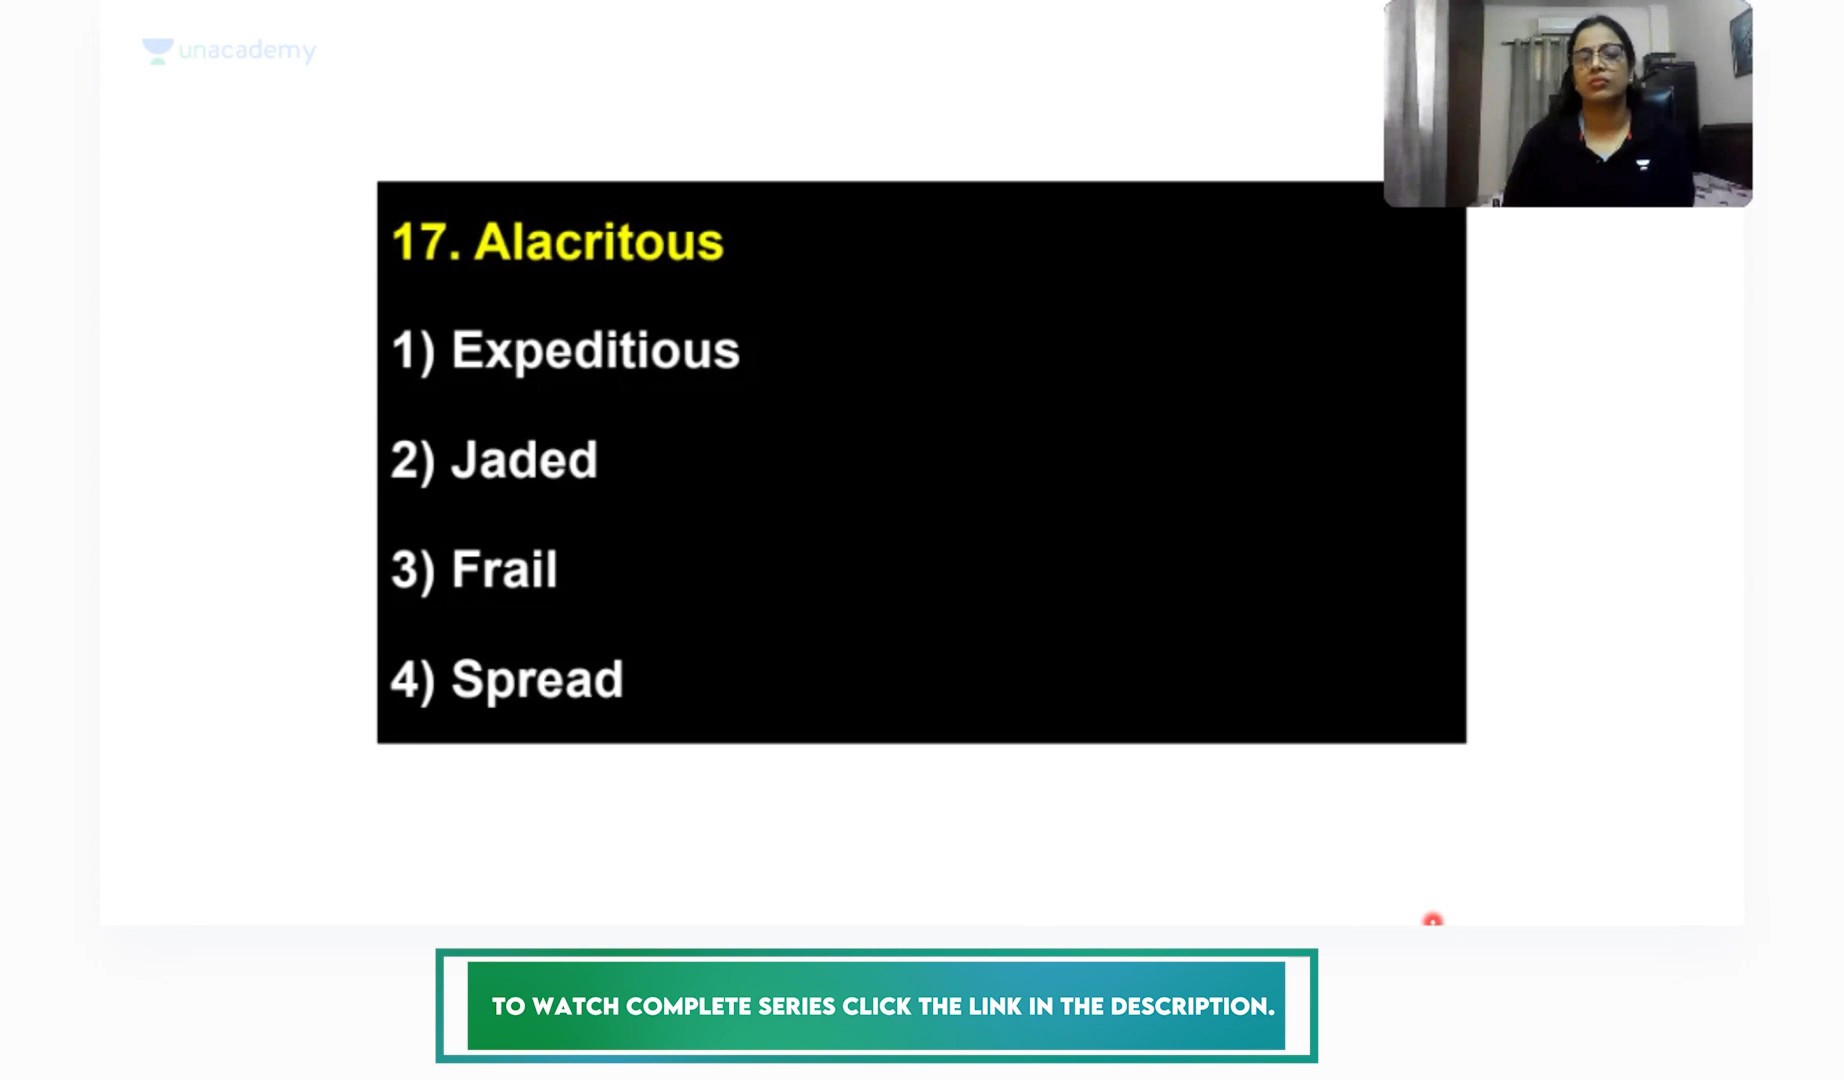 unacademy
17. Alacritous
1) Expeditious
2) Jaded
3) Frail
4) Spread
TO WATCH COMPLETE SERIES CLICK THE LINK IN THE DESCRIPTION.